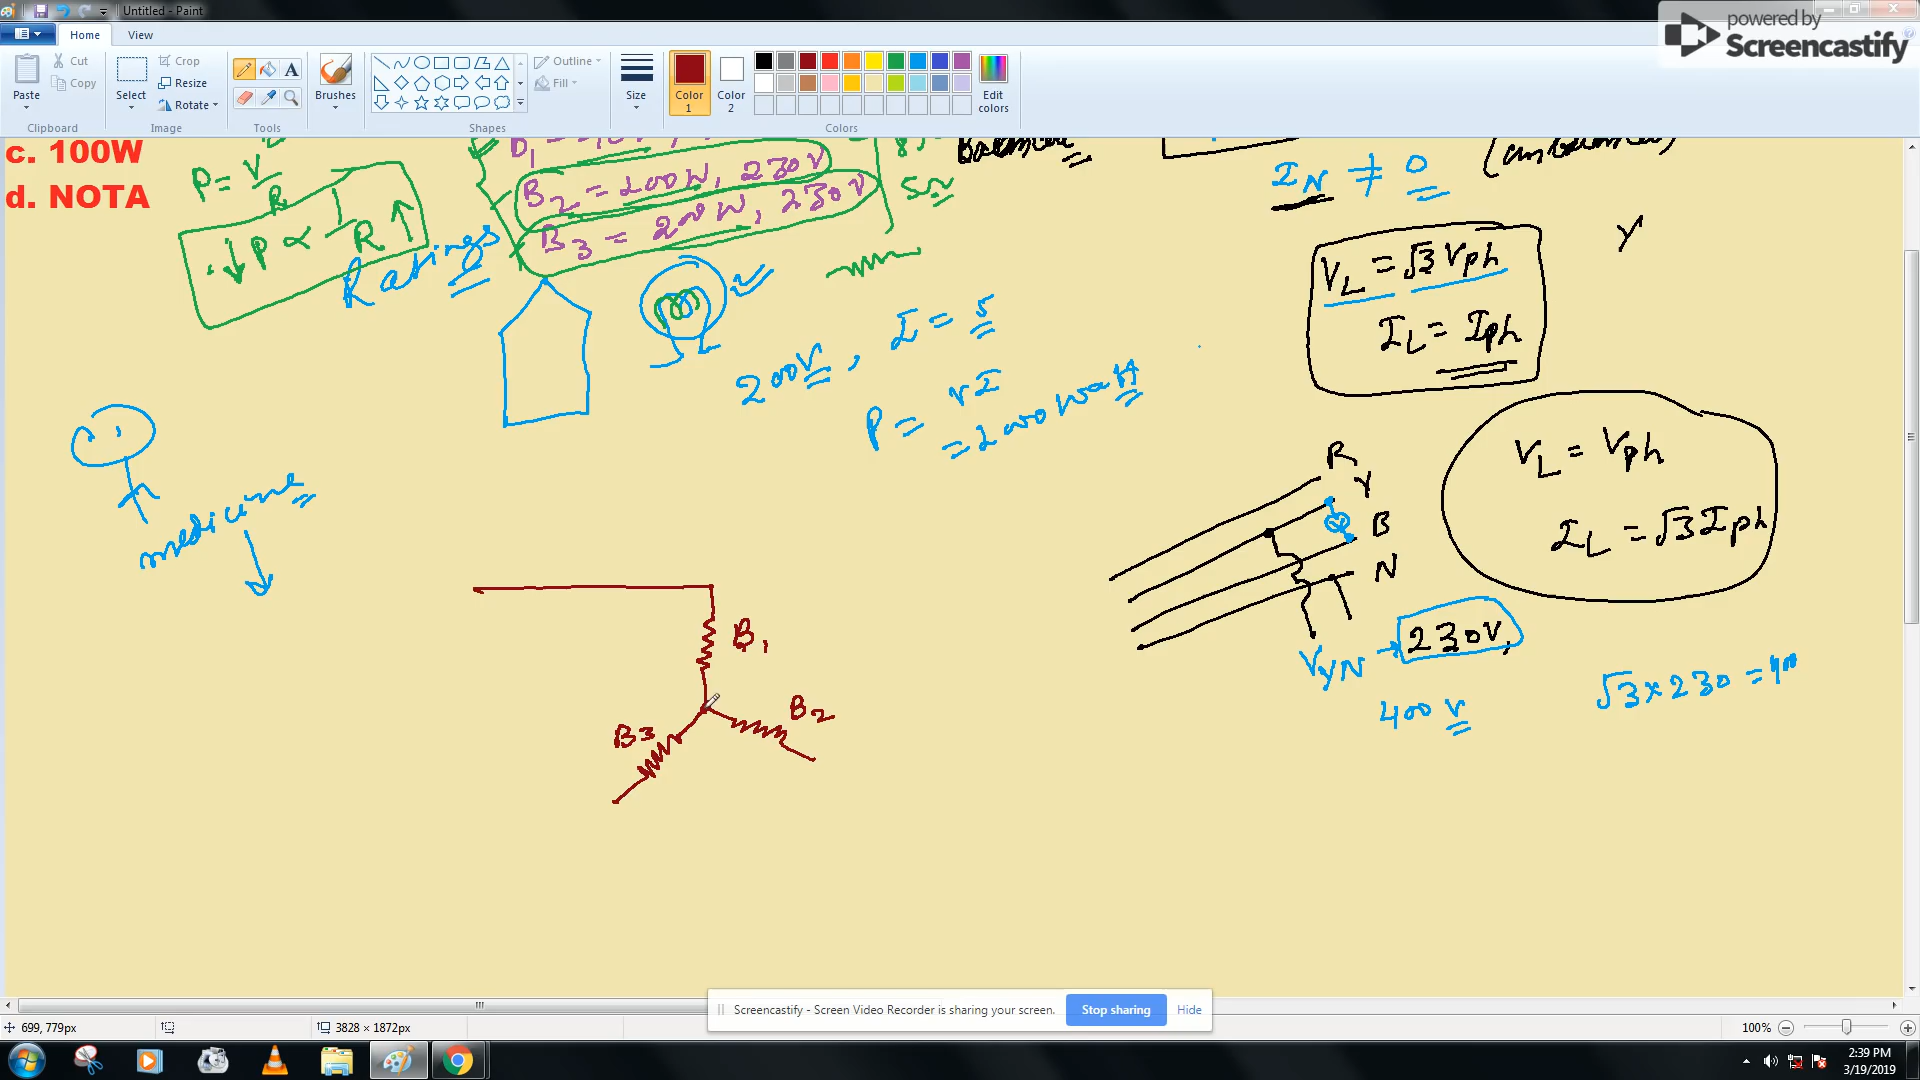 Untitled - Paint
powered by
Screencastify
Home
View
Paste
Cut
Copy
Clipboard
Select
Crop
Resize
Rotate
Image
Tools
Brushes
Shapes
Outline
Fill
Size
Color 1
Color 2
Edit colors
Colors
c. 100W
d. NOTA
P = V²/R
P ∝ 1/R
Ratings
B2 = 200W, 230V
B3 = 200W, 230V
5Ω
IN ≠ 0
VL = √3 Vph
IL = Iph
Y
200V, I = 5
P = VI
medicine
VL = Vph
IL = √3 Iph
R
Y
B
N
VYN → 230V,
400 V
√3 × 230 =
B1
B2
B3
Screencastify - Screen Video Recorder is sharing your screen.
Stop sharing
Hide
699, 779px
3828 × 1872px
100%
2:39 PM
3/19/2019